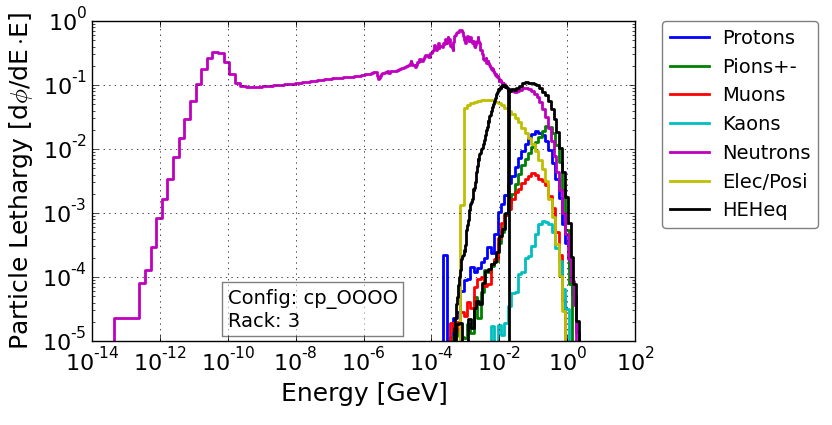 Particle Lethargy [dϕ/dE·E]
10^0
10^-1
10^-2
10^-3
10^-4
10^-5
Config: cp_OOOO
Rack: 3
10^-14 10^-12 10^-10 10^-8 10^-6 10^-4 10^-2 10^0 10^2
Energy [GeV]
Protons
Pions+-
Muons
Kaons
Neutrons
Elec/Posi
HEHeq